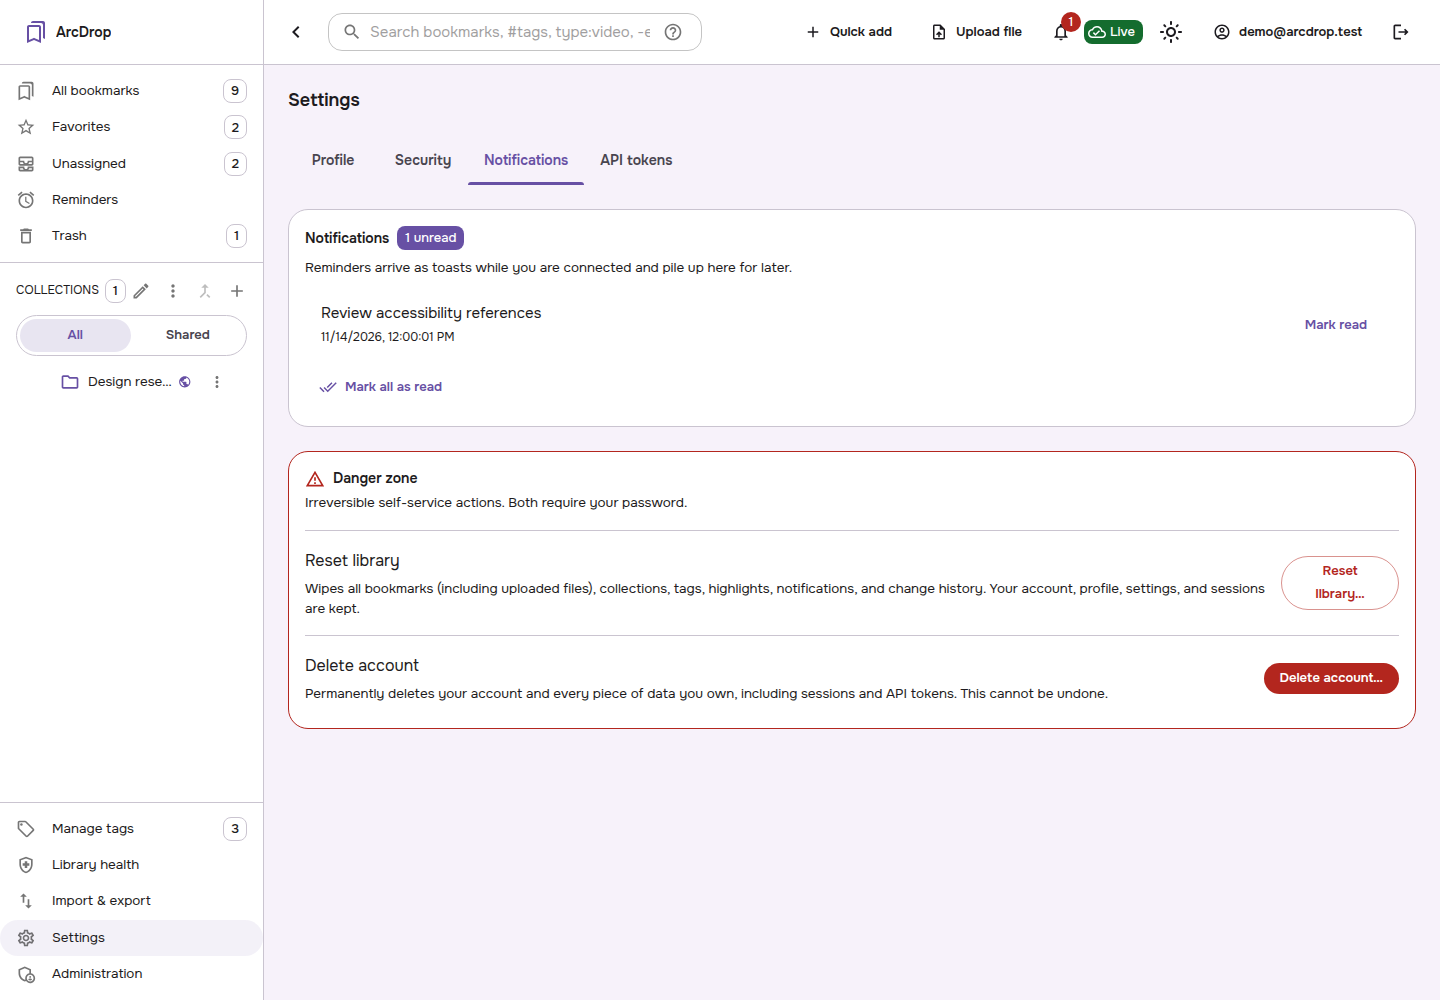 ArcDrop
Search bookmarks, #tags, type:video, -e
Quick add
Upload file
1
Live
demo@arcdrop.test
All bookmarks 9
Favorites 2
Unassigned 2
Reminders
Trash 1
COLLECTIONS 1
All Shared
Design rese...
Manage tags 3
Library health
Import & export
Settings
Administration
Settings
Profile Security Notifications API tokens
Notifications 1 unread
Reminders arrive as toasts while you are connected and pile up here for later.
Review accessibility references
11/14/2026, 12:00:01 PM
Mark read
Mark all as read
Danger zone
Irreversible self-service actions. Both require your password.
Reset library
Wipes all bookmarks (including uploaded files), collections, tags, highlights, notifications, and change history. Your account, profile, settings, and sessions
are kept.
Reset
library...
Delete account
Permanently deletes your account and every piece of data you own, including sessions and API tokens. This cannot be undone.
Delete account...